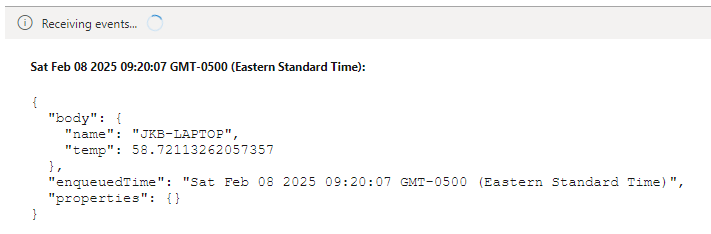 Receiving events...
Sat Feb 08 2025 09:20:07 GMT-0500 (Eastern Standard Time):
{
  "body": {
    "name": "JKB-LAPTOP",
    "temp": 58.72113262057357
  },
  "enqueuedTime": "Sat Feb 08 2025 09:20:07 GMT-0500 (Eastern Standard Time)",
  "properties": {}
}